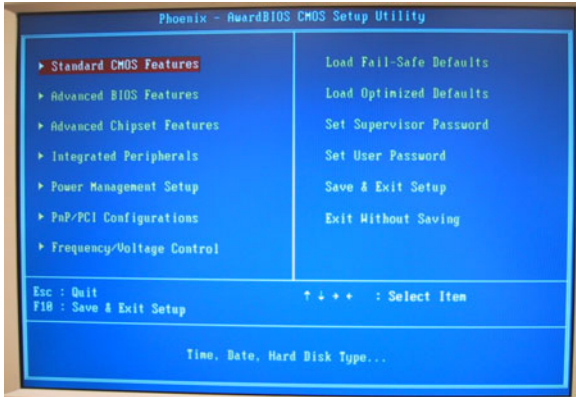 Phoenix - AwardBIOS CMOS Setup Utility
▸ Standard CMOS Features
▸ Advanced BIOS Features
▸ Advanced Chipset Features
▸ Integrated Peripherals
▸ Power Management Setup
▸ PnP/PCI Configurations
▸ Frequency/Voltage Control
Load Fail-Safe Defaults
Load Optimized Defaults
Set Supervisor Password
Set User Password
Save & Exit Setup
Exit Without Saving
Esc : Quit
F10 : Save & Exit Setup
↑ ↓ → ← : Select Item
Time, Date, Hard Disk Type...